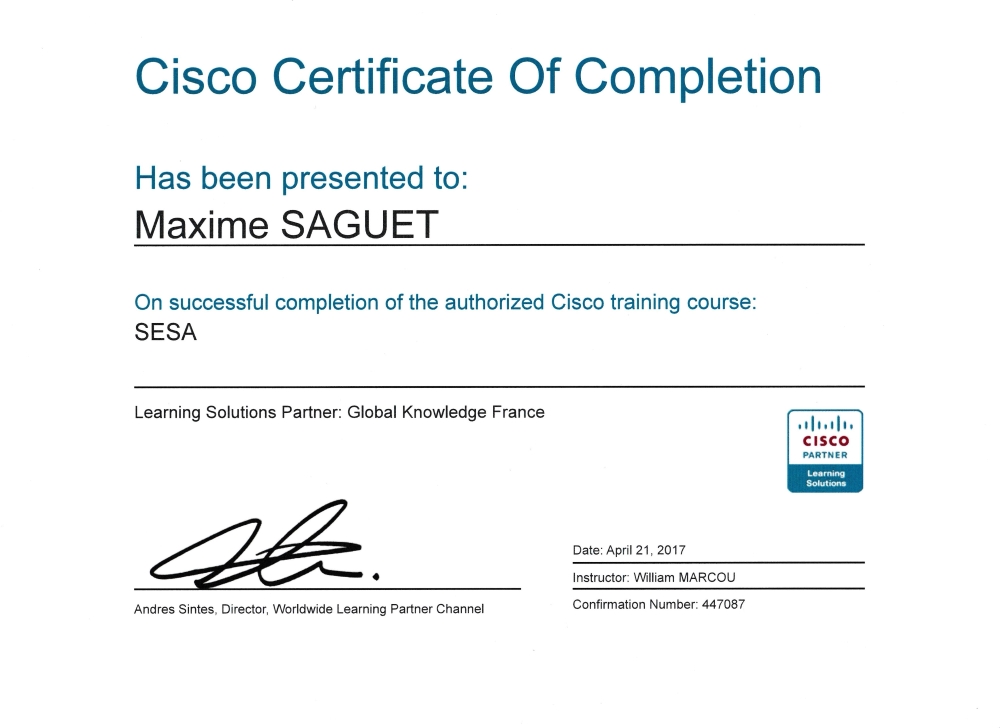 Cisco Certificate Of Completion
Has been presented to:
Maxime SAGUET
On successful completion of the authorized Cisco training course:
SESA
Learning Solutions Partner: Global Knowledge France
CISCO
PARTNER
Learning
Solutions
Date: April 21, 2017
Instructor: William MARCOU
Andres Sintes, Director, Worldwide Learning Partner Channel
Confirmation Number: 447087